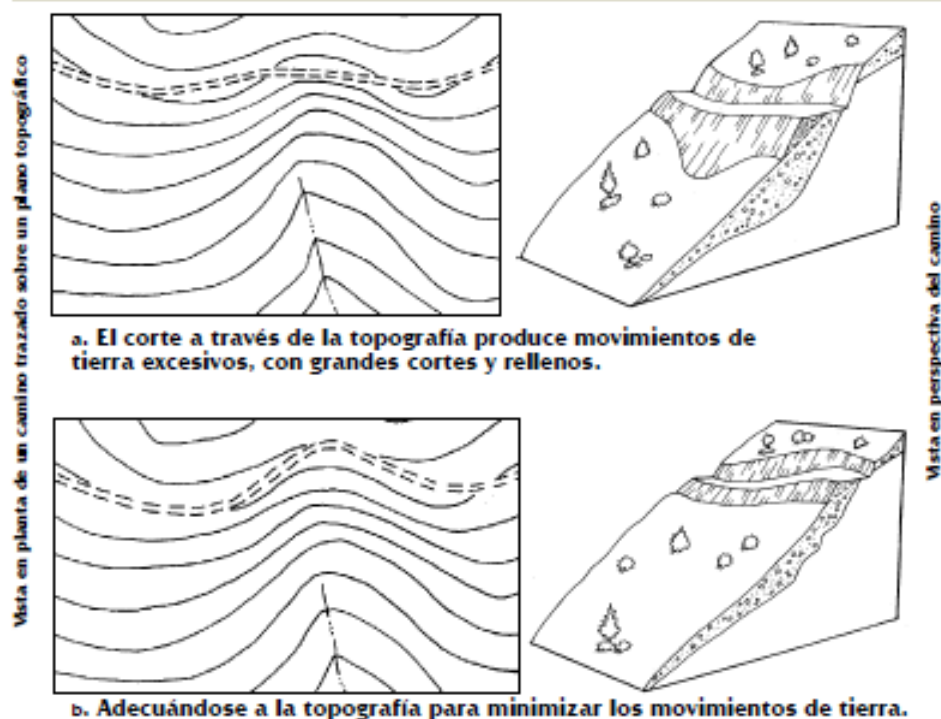 Vista en planta de un camino trazado sobre un plano topográfico
Vista en perspectiva del camino
a. El corte a través de la topografía produce movimientos de
tierra excesivos, con grandes cortes y rellenos.
b. Adecuándose a la topografía para minimizar los movimientos de tierra.